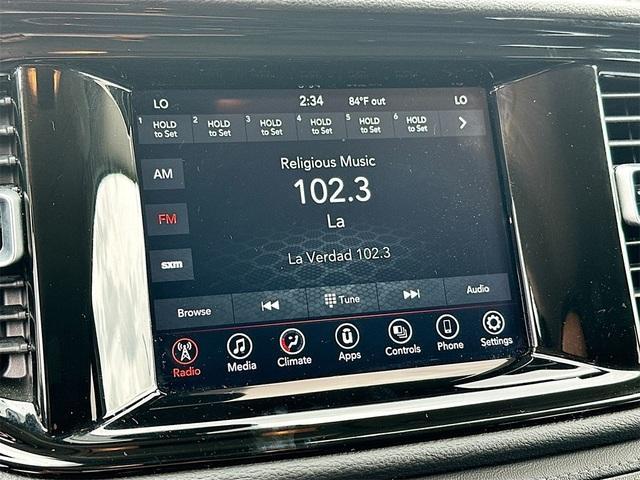 LO 2:34 84°F out LO
1 HOLD to Set 2 HOLD to Set 3 HOLD to Set 4 HOLD to Set 5 HOLD to Set 6 HOLD to Set
Religious Music
AM
102.3
FM
La
sxm
La Verdad 102.3
Browse Tune Audio
Radio Media Climate Apps Controls Phone Settings